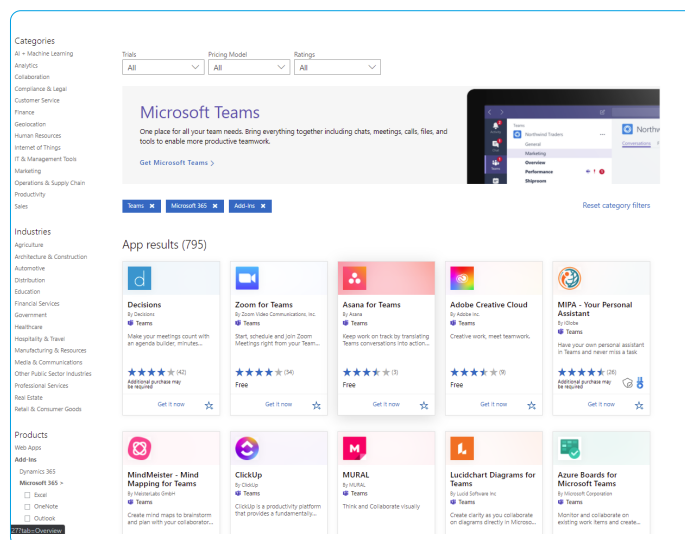 Categories
AI + Machine Learning
Analytics
Collaboration
Compliance & Legal
Customer Service
Finance
Geolocation
Human Resources
Internet of Things
IT & Management Tools
Marketing
Operations & Supply Chain
Productivity
Sales
Industries
Agriculture
Architecture & Construction
Automotive
Distribution
Education
Financial Services
Government
Healthcare
Hospitality & Travel
Manufacturing & Resources
Media & Communications
Other Public Sector Industries
Professional Services
Real Estate
Retail & Consumer Goods
Products
Web Apps
Add-Ins
Dynamics 365
Microsoft 365 >
Excel
OneNote
Outlook
27?tab=Overview
Trials
Pricing Model
Ratings
All
All
All
Microsoft Teams
One place for all your team needs. Bring everything together including chats, meetings, calls, files, and
tools to enable more productive teamwork.
Get Microsoft Teams >
Activity
Chat
Teams
Teams
Northwind Traders
General
Marketing
Overview
Performance
Shiproom
Northw
Conversations
Teams
Microsoft 365
Add-Ins
Reset category filters
App results (795)
d
Decisions
By Decisions
Teams
Make your meetings count with
an agenda builder, minutes...
(42)
Additional purchase may
be required
Get it now
Zoom for Teams
By Zoom Video Communications, Inc.
Teams
Start, schedule and join Zoom
Meetings right from your Team...
(54)
Free
Get it now
Asana for Teams
By Asana
Teams
Keep work on track by translating
Teams conversations into action...
(3)
Free
Get it now
Adobe Creative Cloud
By Adobe Inc.
Teams
Creative work, meet teamwork.
(9)
Free
Get it now
MIPA - Your Personal
Assistant
By iGlobe
Teams
Have your own personal assistant
in Teams and never miss a task
(26)
Additional purchase may
be required
Get it now
MindMeister - Mind
Mapping for Teams
By MeisterLabs GmbH
Teams
Create mind maps to brainstorm
and plan with your collaborator...
ClickUp
By ClickUp
Teams
ClickUp is a productivity platform
that provides a fundamentally...
M
MURAL
By MURAL
Teams
Think and Collaborate visually
L
Lucidchart Diagrams for
Teams
By Lucid Software Inc
Teams
Create clarity as you collaborate
on diagrams directly in Microso...
Azure Boards for
Microsoft Teams
By Microsoft Corporation
Teams
Monitor and collaborate on
existing work items and create...